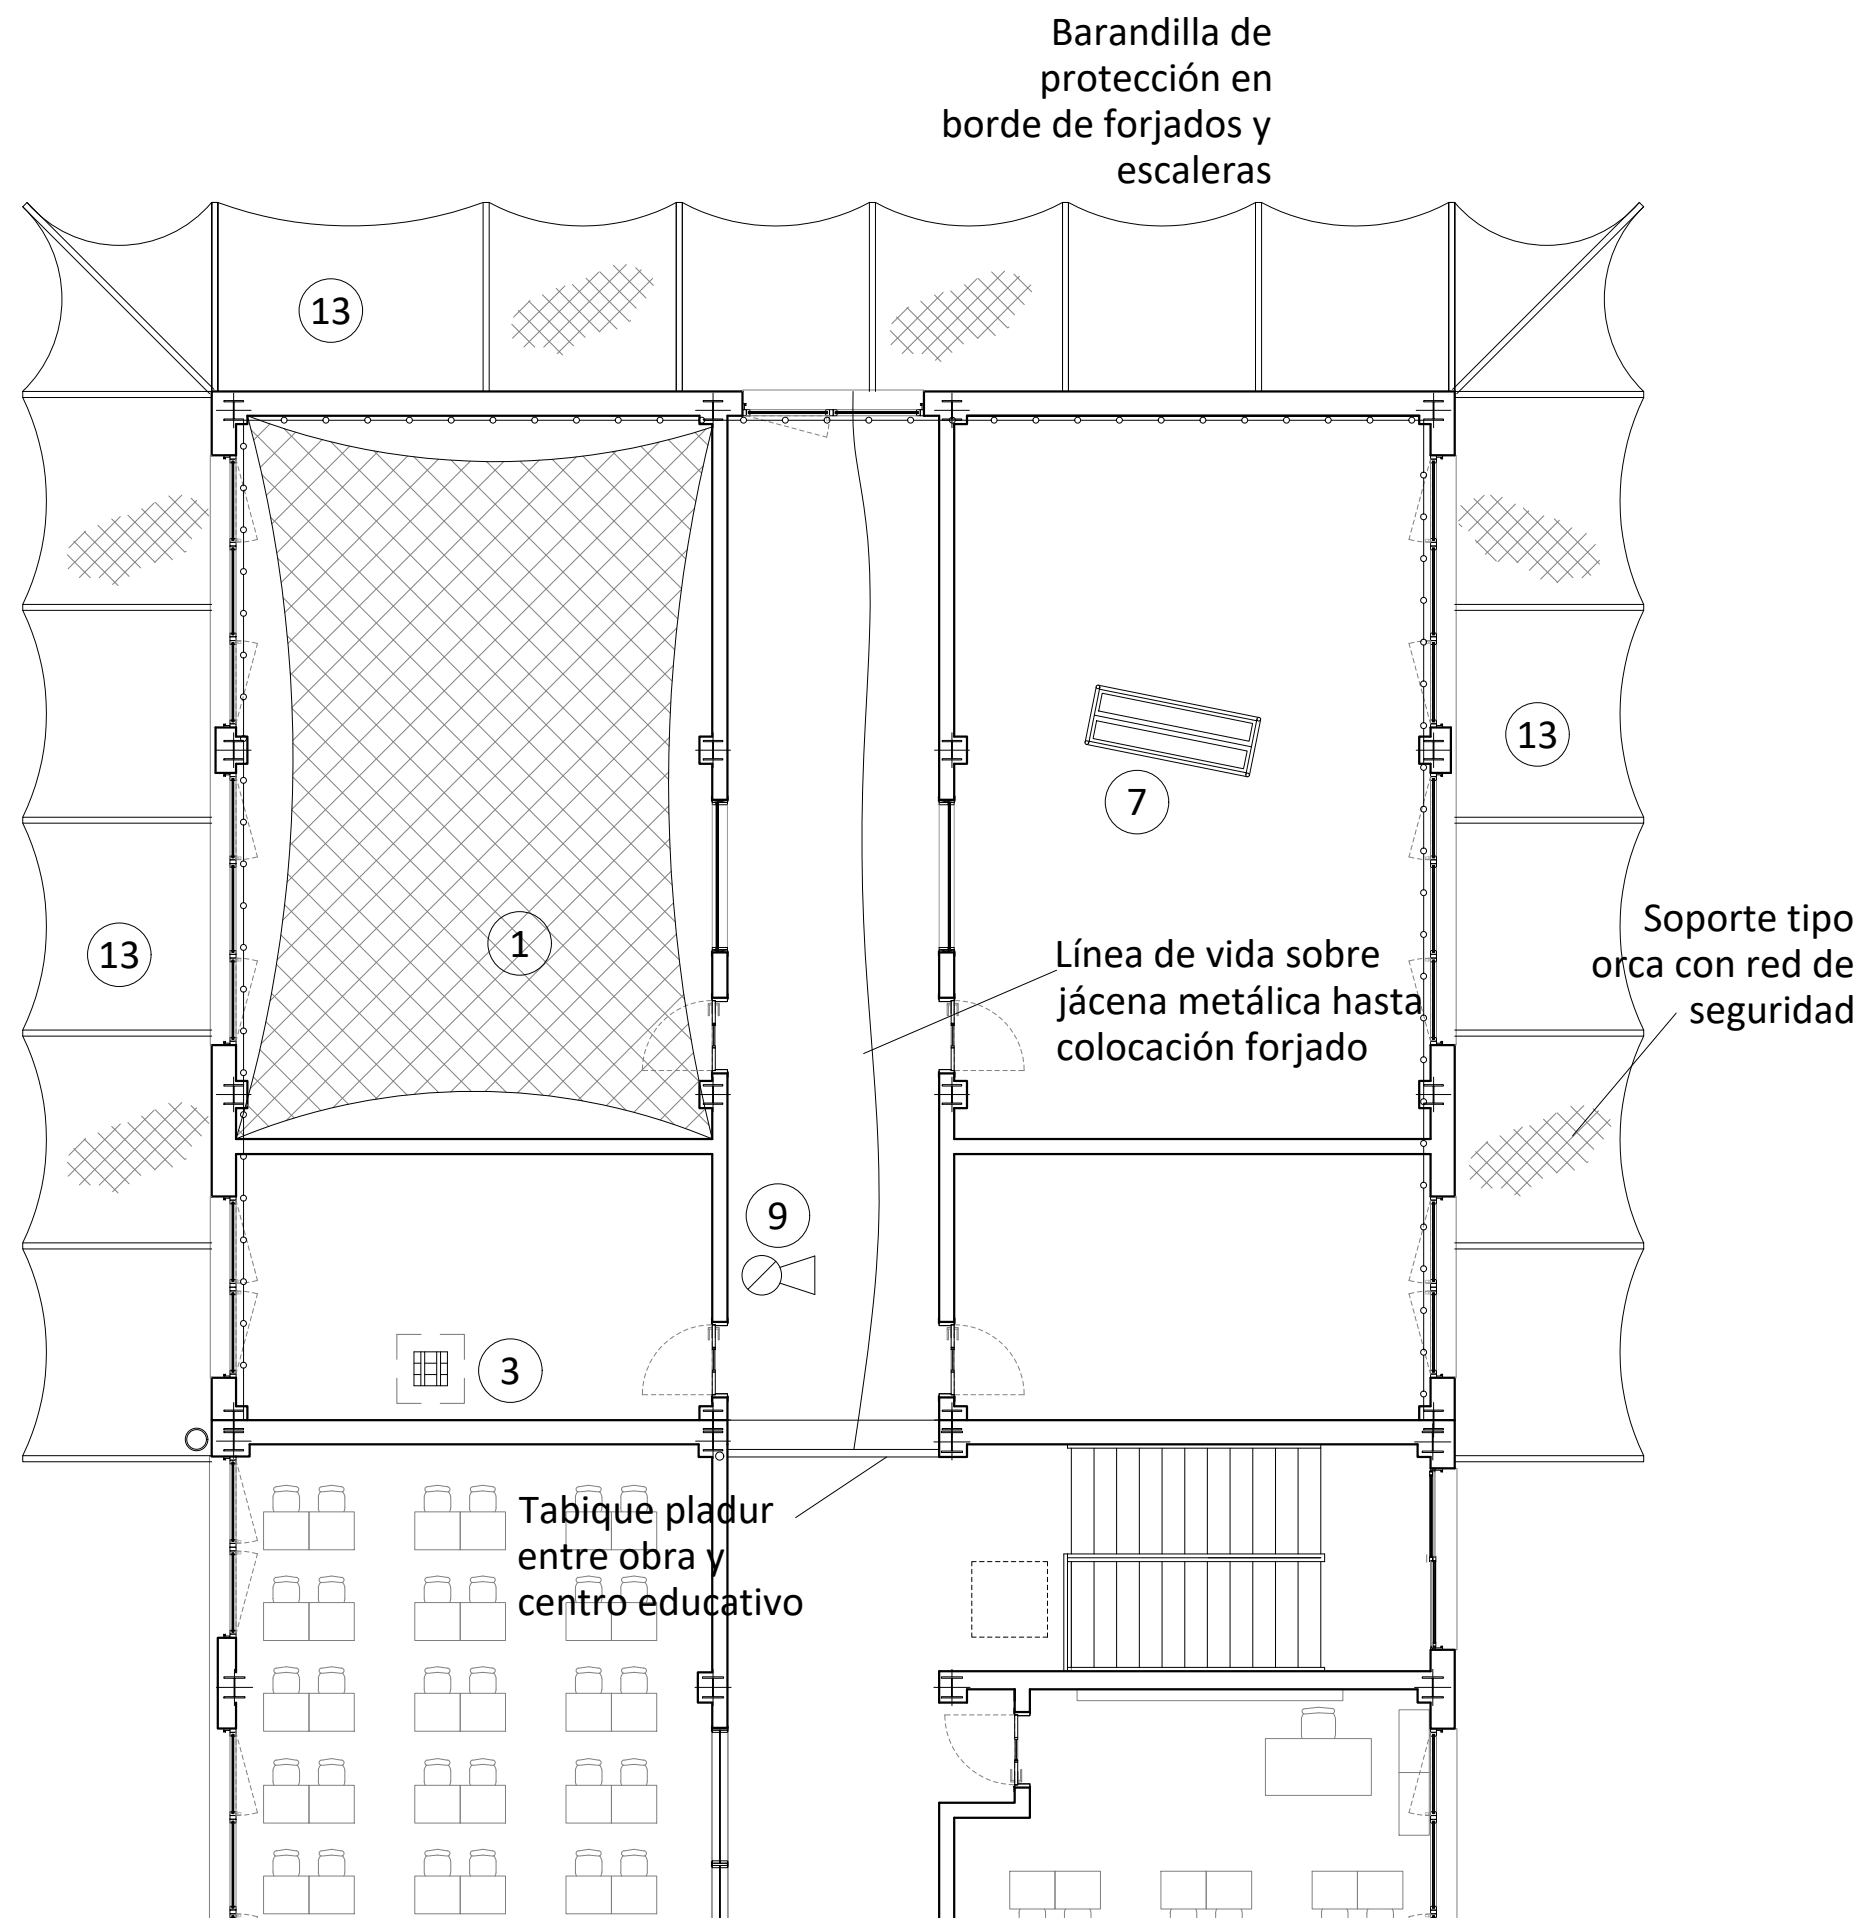 Barandilla de
protección en
borde de forjados y
escaleras
13
13
7
Soporte tipo
orca con red de
seguridad
1
13
Línea de vida sobre
jácena metálica hasta
colocación forjado
9
3
Tabique pladur
entre obra y
centro educativo